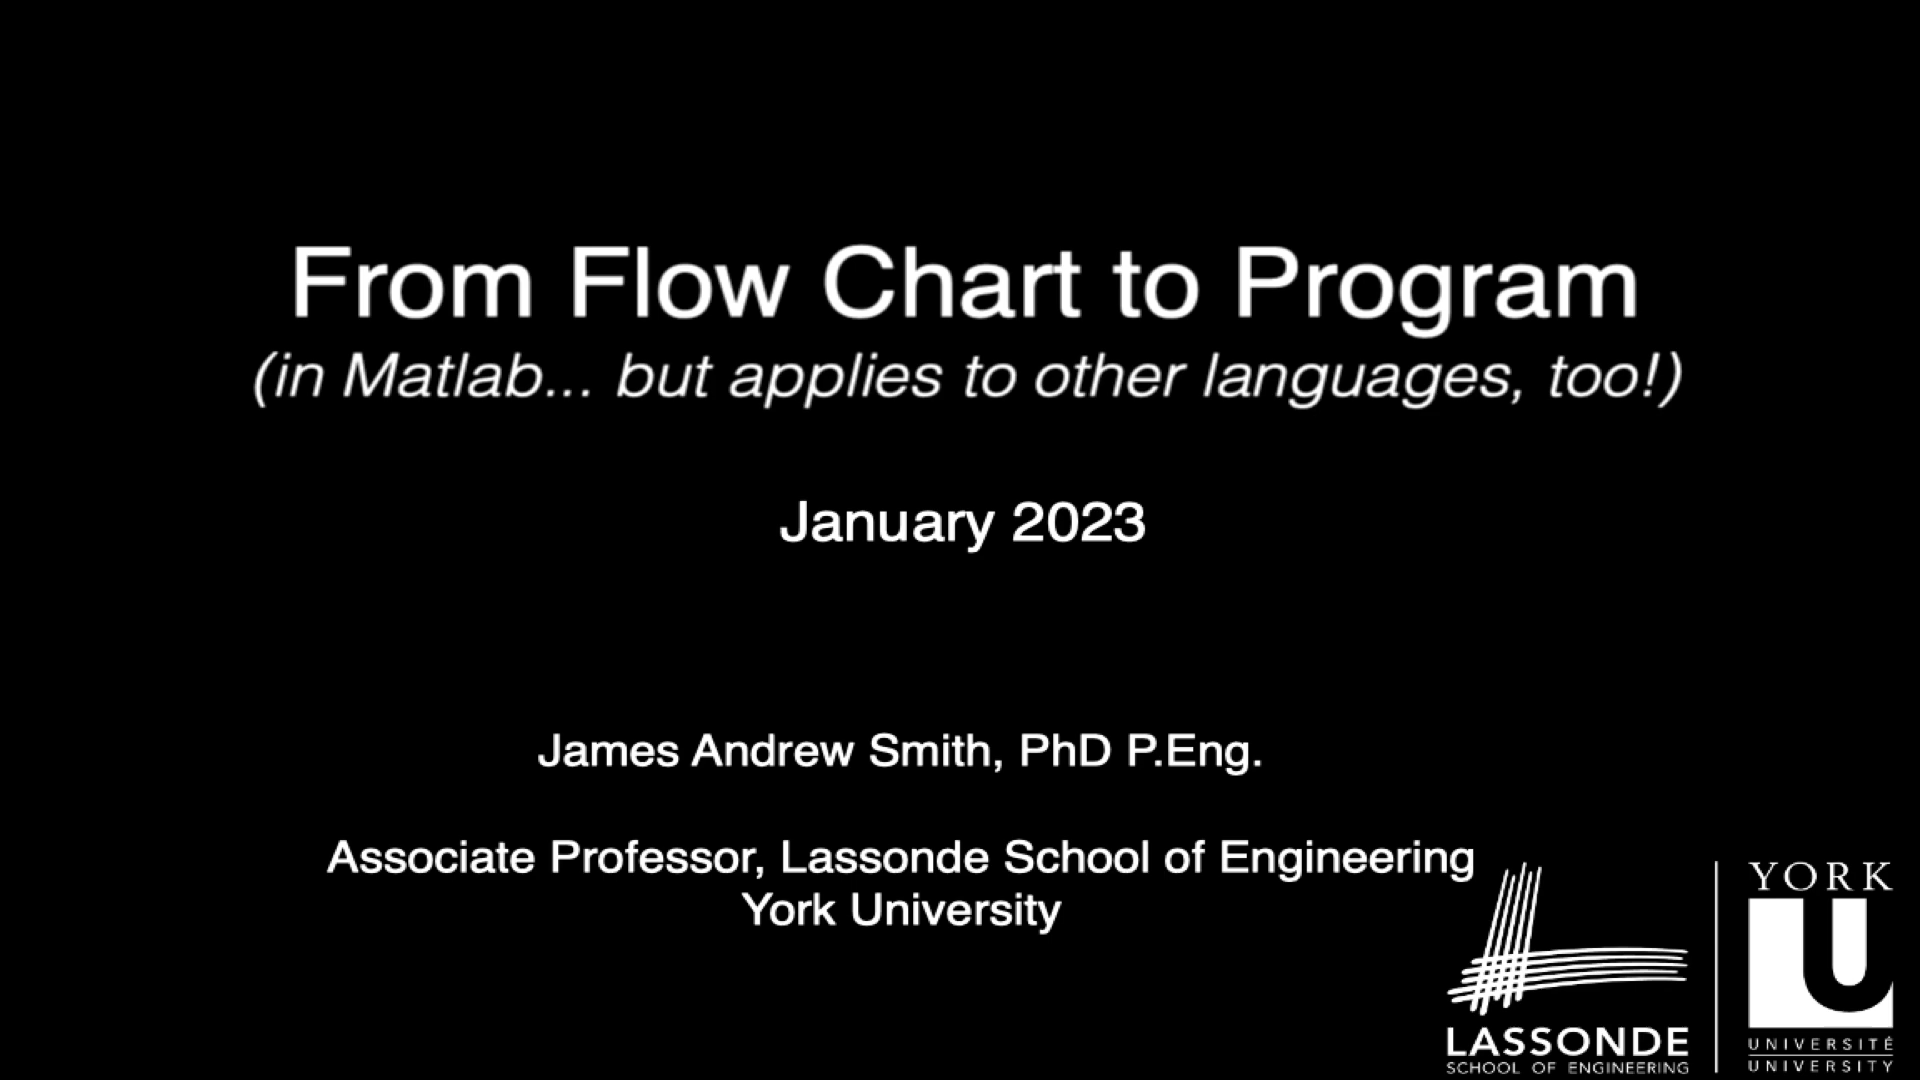 From Flow Chart to Program
(in Matlab... but applies to other languages, too!)
January 2023
James Andrew Smith, PhD P.Eng.
Associate Professor, Lassonde School of Engineering
York University
LASSONDE
SCHOOL OF ENGINEERING
YORK
U
UNIVERSITÉ
UNIVERSITY